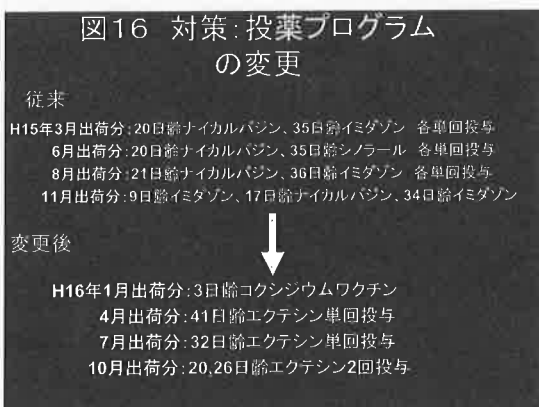 図16 対策：投薬プログラム
の変更
従来
H15年3月出荷分：20日齢ナイカルバジン、35日齢イミダゾン 各単回投与
6月出荷分：20日齢ナイカルバジン、35日齢シノラール 各単回投与
8月出荷分：21日齢ナイカルバジン、36日齢イミダゾン 各単回投与
11月出荷分：9日齢イミダゾン、17日齢ナイカルバジン、34日齢イミダゾン
変更後
H16年1月出荷分：3日齢コクシジウムワクチン
4月出荷分：41日齢エクテシン単回投与
7月出荷分：32日齢エクテシン単回投与
10月出荷分：20,26日齢エクテシン2回投与